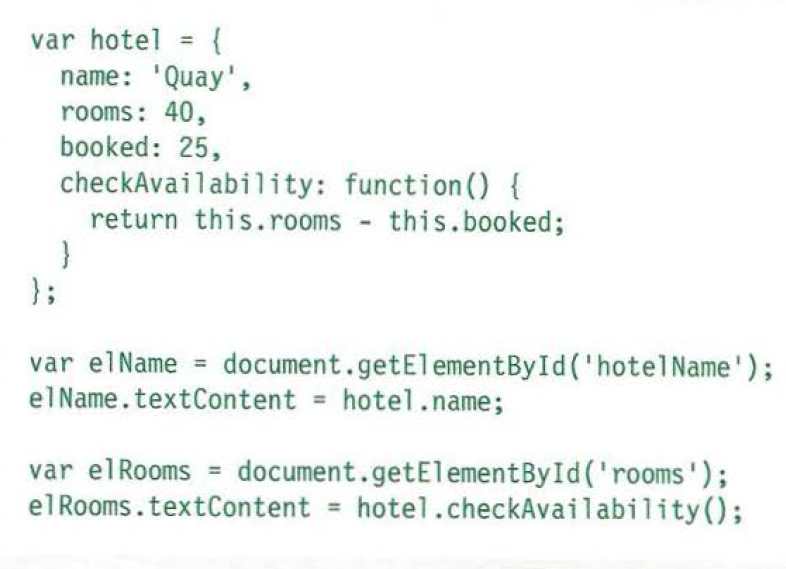 var hotel = {
  name: 'Quay',
  rooms: 40,
  booked: 25,
  checkAvailability: function() {
    return this.rooms - this.booked;
  }
};

var elName = document.getElementById('hotelName');
elName.textContent = hotel.name;

var elRooms = document.getElementById('rooms');
elRooms.textContent = hotel.checkAvailability();